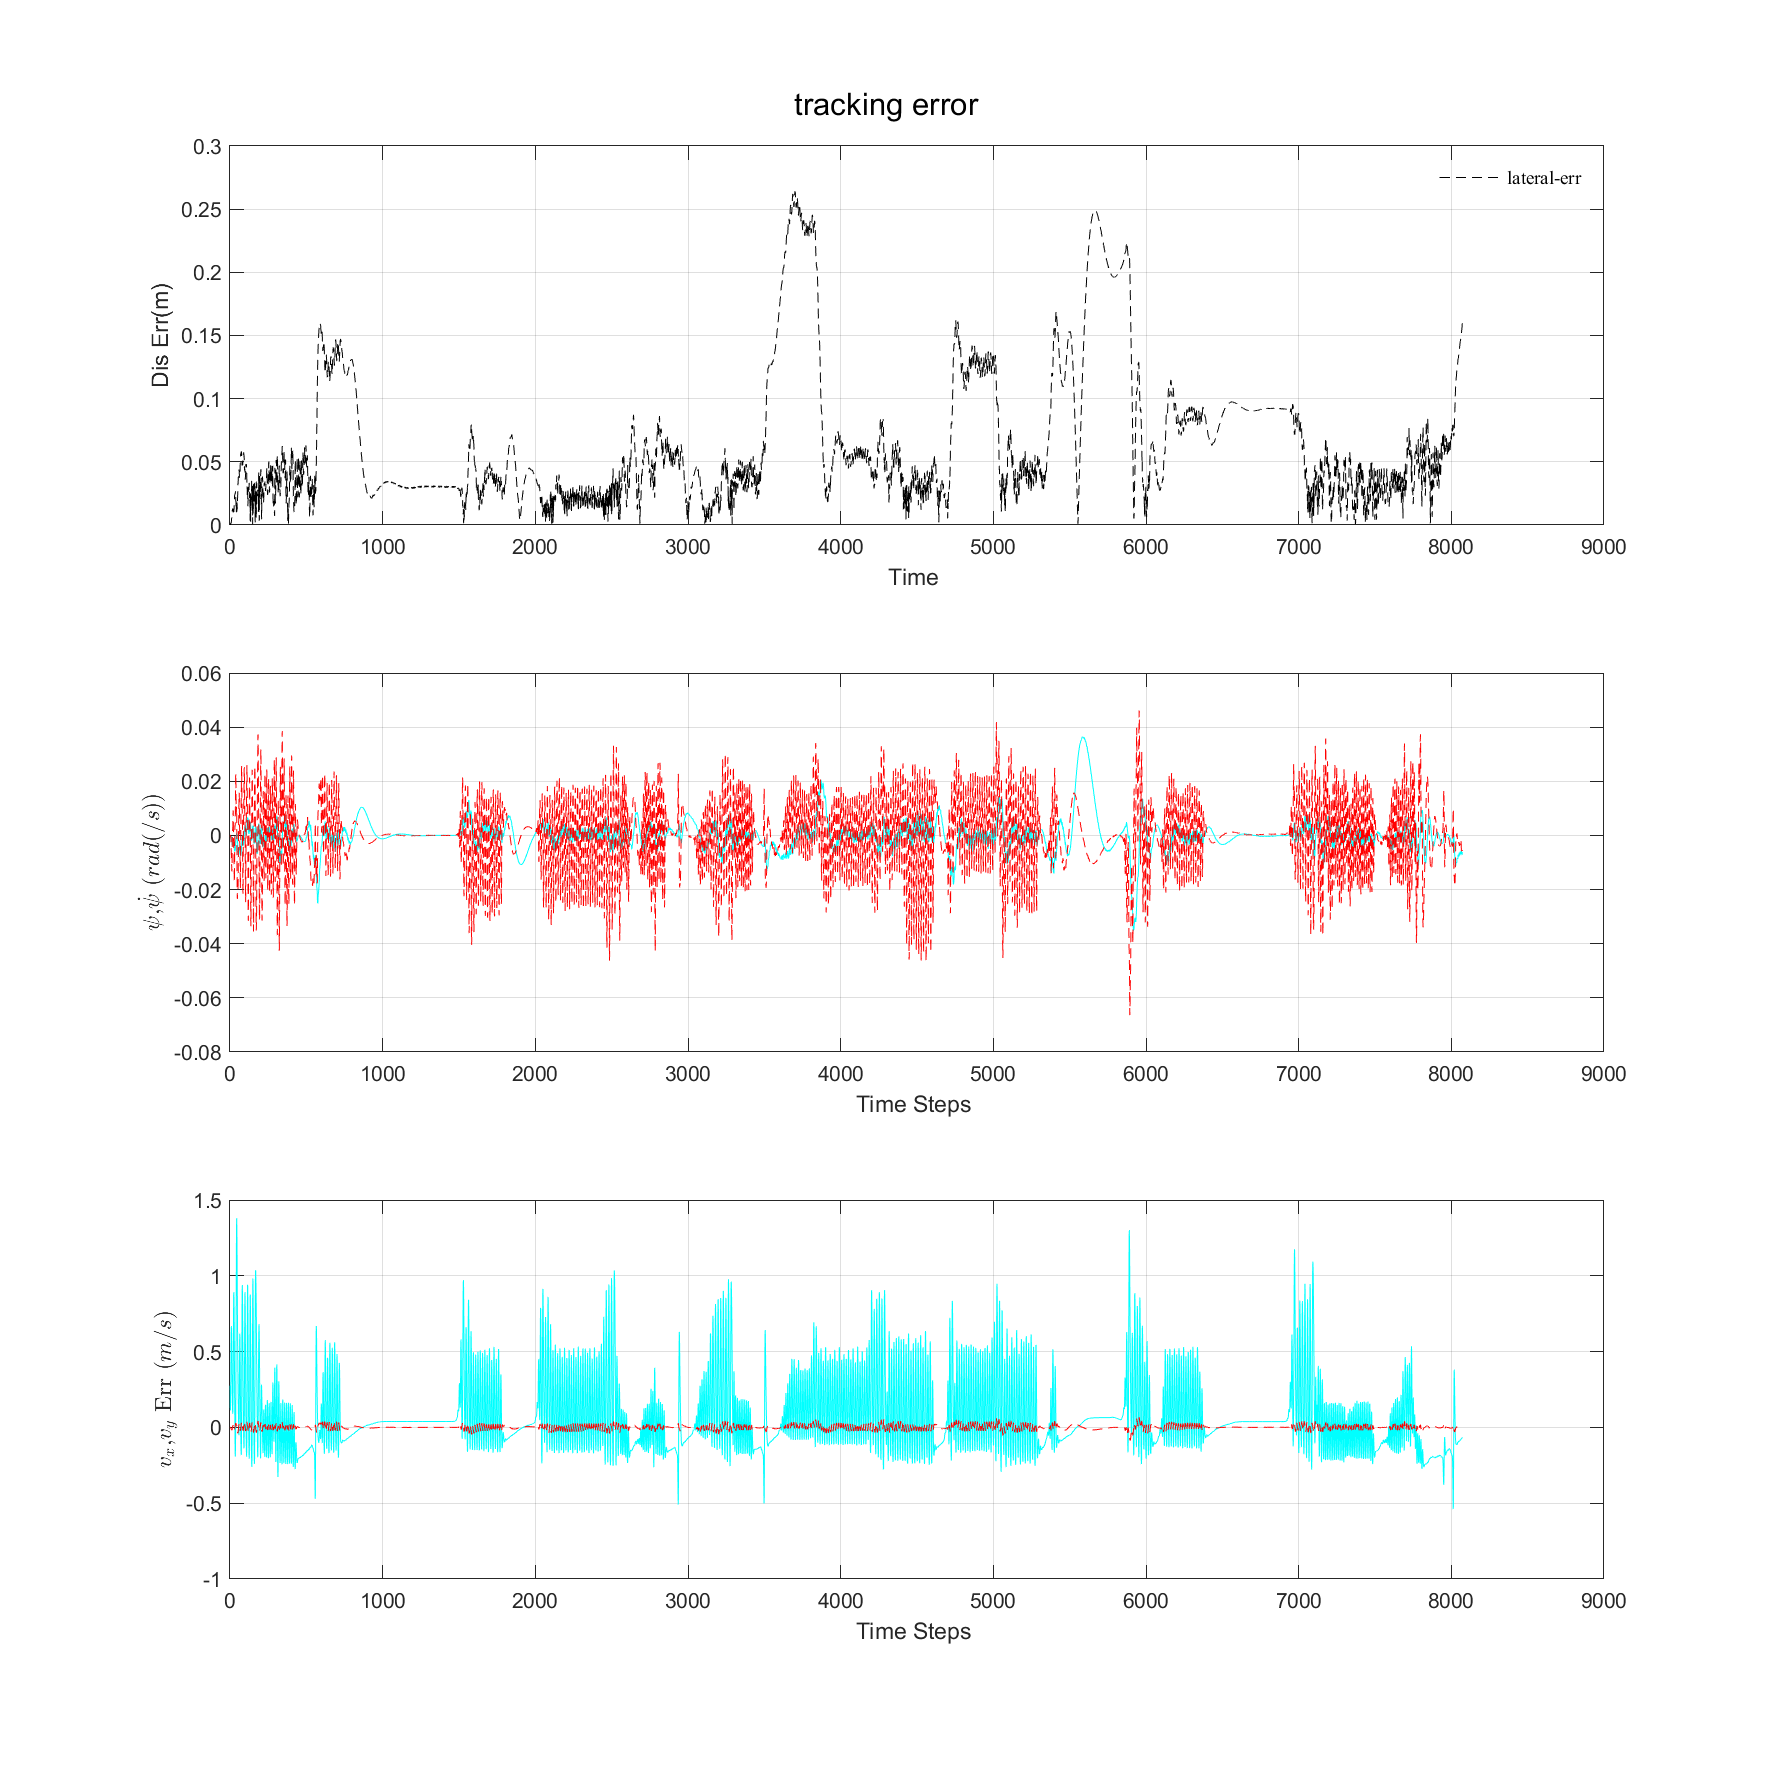 tracking error
0.3
0.25
0.2
0.15
0.1
0.05
0
Dis Err(m)
lateral-err
0 1000 2000 3000 4000 5000 6000 7000 8000 9000
Time
0.06
0.04
0.02
0
-0.02
-0.04
-0.06
-0.08
ψ,ψ̇ (rad(/s))
0 1000 2000 3000 4000 5000 6000 7000 8000 9000
Time Steps
1.5
1
0.5
0
-0.5
-1
vₓ,v_y Err (m/s)
0 1000 2000 3000 4000 5000 6000 7000 8000 9000
Time Steps